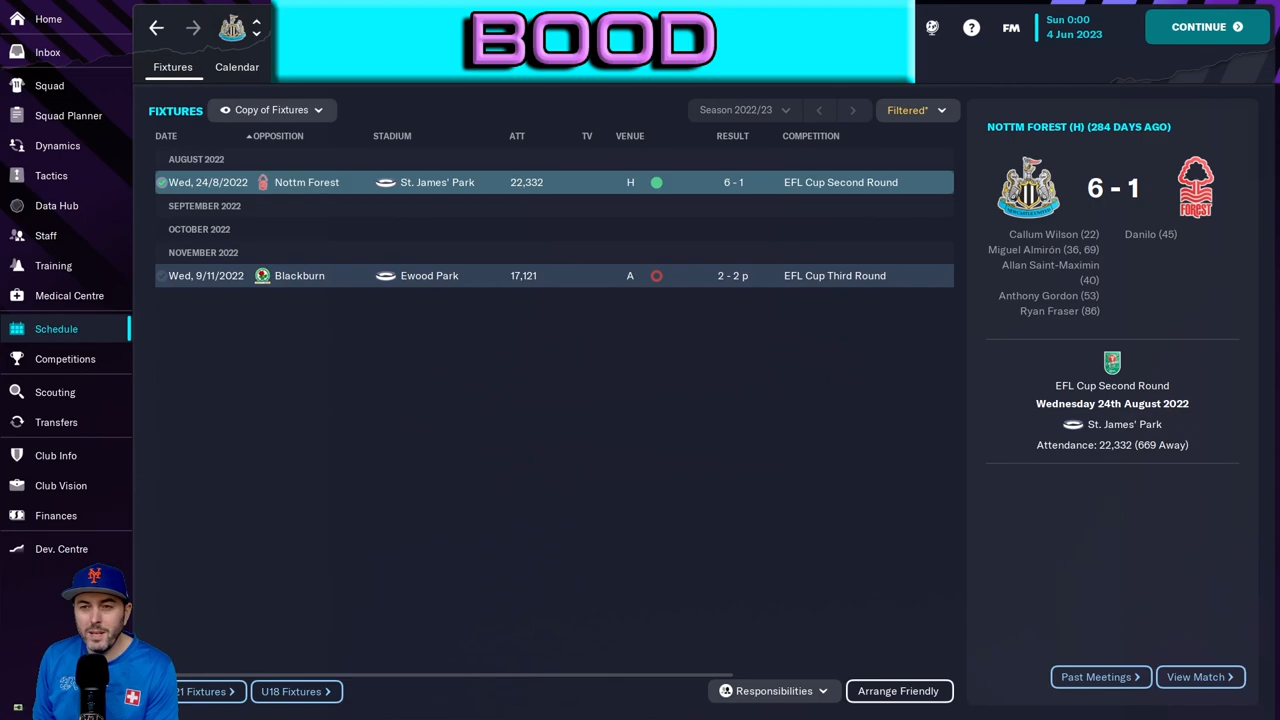 Home
Inbox
Squad
Squad Planner
Dynamics
Tactics
Data Hub
Staff
Training
Medical Centre
Schedule
Competitions
Scouting
Transfers
Club Info
Club Vision
Finances
Dev. Centre
BOOD
FM
Sun 0:00
4 Jun 2023
CONTINUE
Fixtures
Calendar
FIXTURES
Copy of Fixtures
Season 2022/23
Filtered*
DATE OPPOSITION STADIUM ATT TV VENUE RESULT COMPETITION
AUGUST 2022
Wed, 24/8/2022 Nottm Forest St. James' Park 22,332 H 6 - 1 EFL Cup Second Round
SEPTEMBER 2022
OCTOBER 2022
NOVEMBER 2022
Wed, 9/11/2022 Blackburn Ewood Park 17,121 A 2 - 2 p EFL Cup Third Round
21 Fixtures
U18 Fixtures
Responsibilities
Arrange Friendly
NOTTM FOREST (H) (284 DAYS AGO)
6 - 1
FOREST
Callum Wilson (22) Danilo (45)
Miguel Almirón (36, 69)
Allan Saint-Maximin
(40)
Anthony Gordon (53)
Ryan Fraser (86)
EFL Cup Second Round
Wednesday 24th August 2022
St. James' Park
Attendance: 22,332 (669 Away)
Past Meetings
View Match